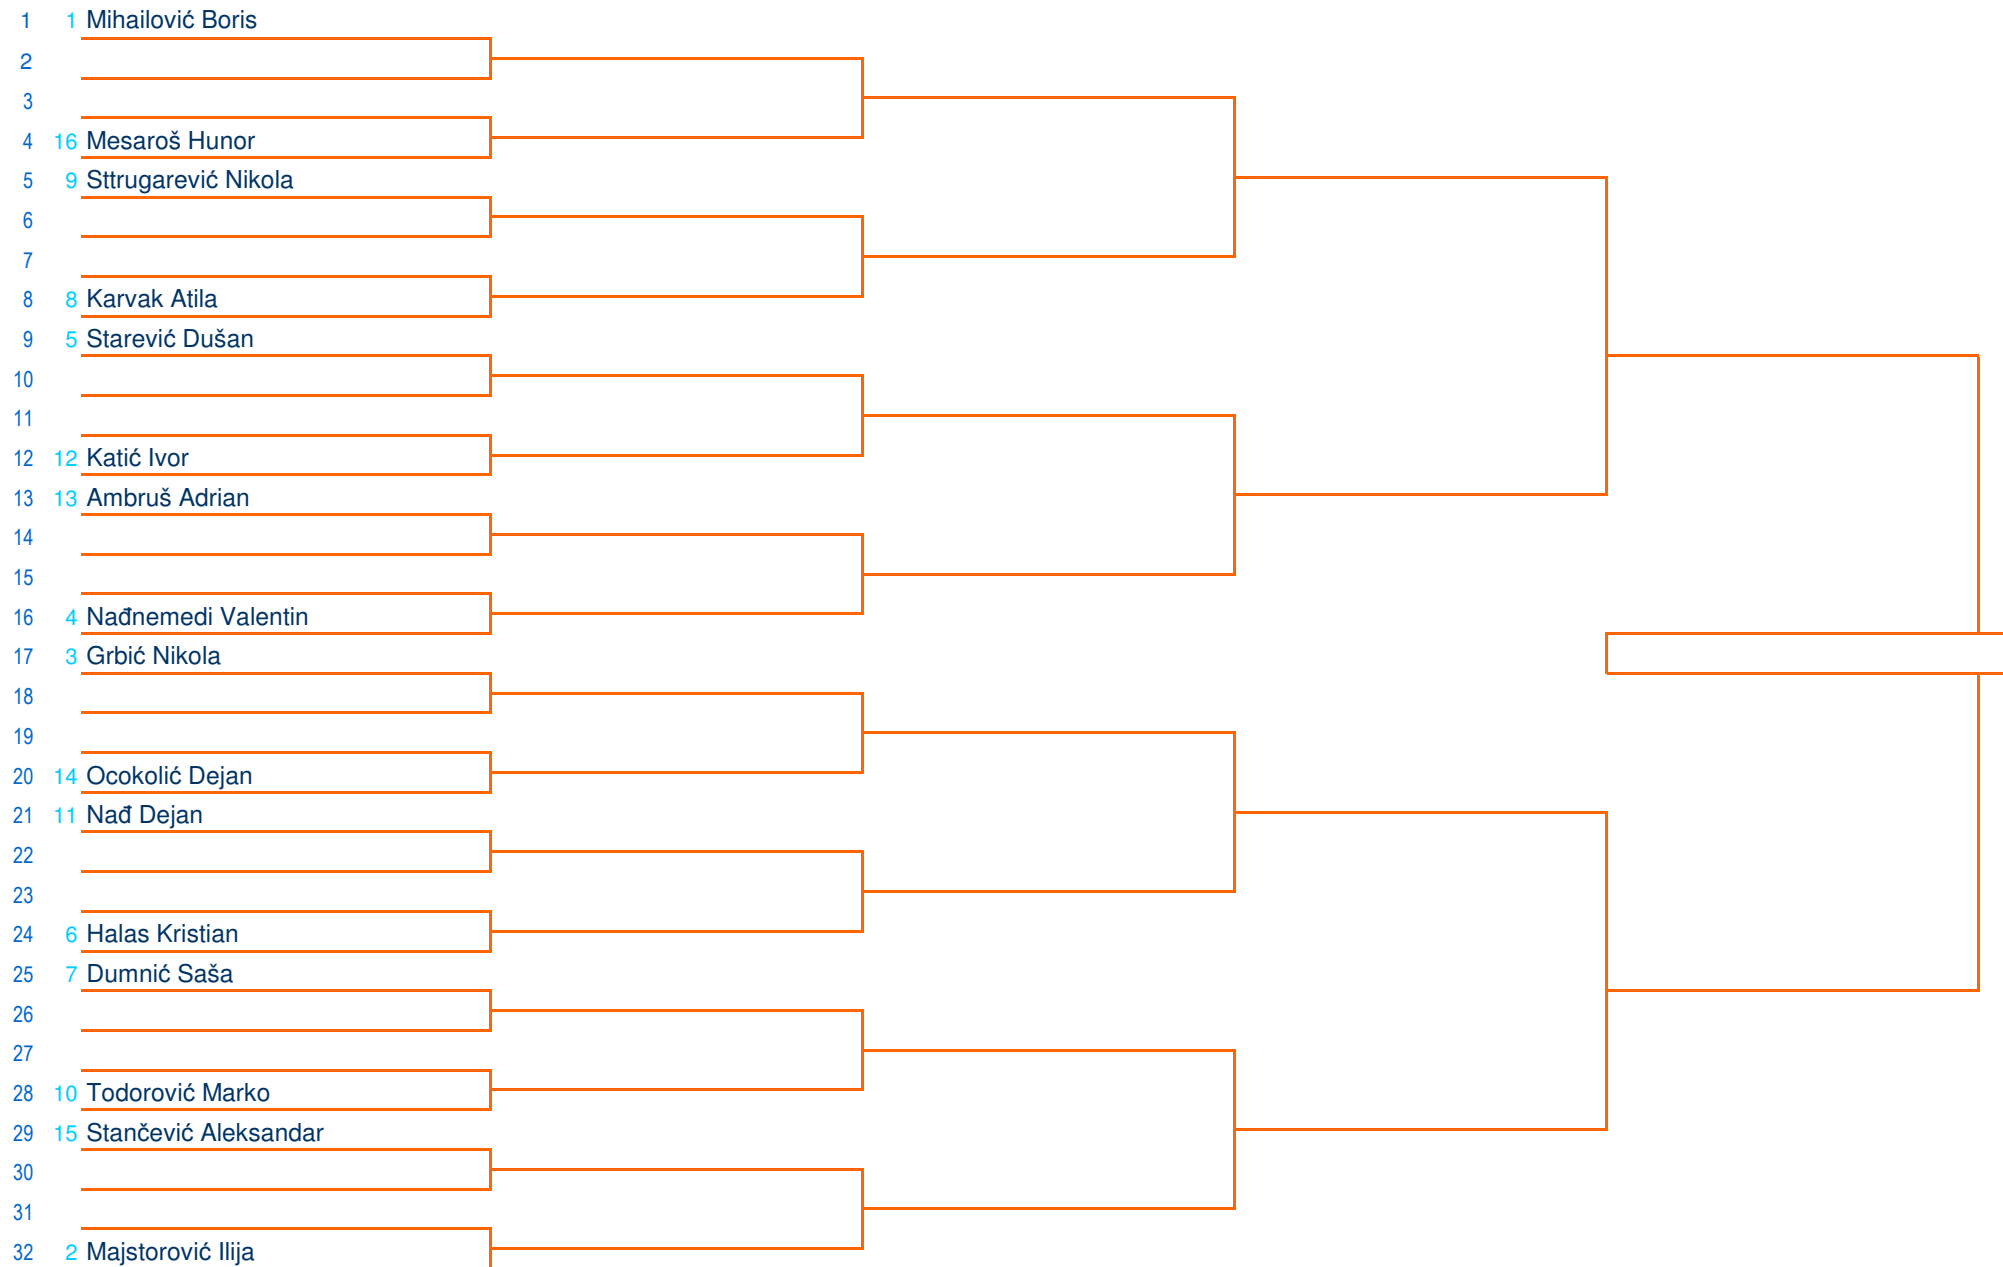 1 1 Mihailović Boris
2
3
4 16 Mesaroš Hunor
5 9 Sttrugarević Nikola
6
7
8 8 Karvak Atila
9 5 Starević Dušan
10
11
12 12 Katić Ivor
13 13 Ambruš Adrian
14
15
16 4 Nađnemedi Valentin
17 3 Grbić Nikola
18
19
20 14 Ocokolić Dejan
21 11 Nađ Dejan
22
23
24 6 Halas Kristian
25 7 Dumnić Saša
26
27
28 10 Todorović Marko
29 15 Stančević Aleksandar
30
31
32 2 Majstorović Ilija